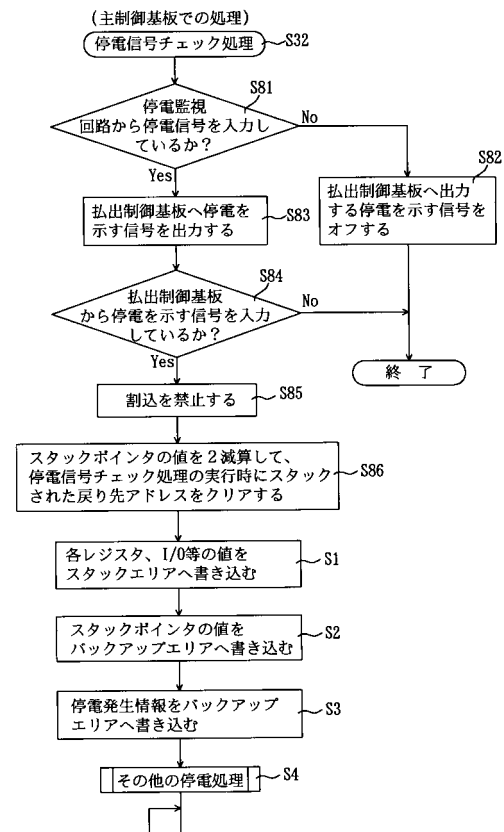 (主制御基板での処理)
停電信号チェック処理
S32
S81
停電監視
回路から停電信号を入力し
ているか?
No
Yes
S82
払出制御基板へ出力
する停電を示す信号を
オフする
払出制御基板へ停電を
示す信号を出力する
S83
S84
払出制御基板
から停電を示す信号を入力
しているか?
No
Yes
終 了
割込を禁止する
S85
スタックポインタの値を2減算して、
停電信号チェック処理の実行時にスタック
された戻り先アドレスをクリアする
S86
各レジスタ、I/O等の値を
スタックエリアへ書き込む
S1
スタックポインタの値を
バックアップエリアへ書き込む
S2
停電発生情報をバックアップ
エリアへ書き込む
S3
その他の停電処理
S4